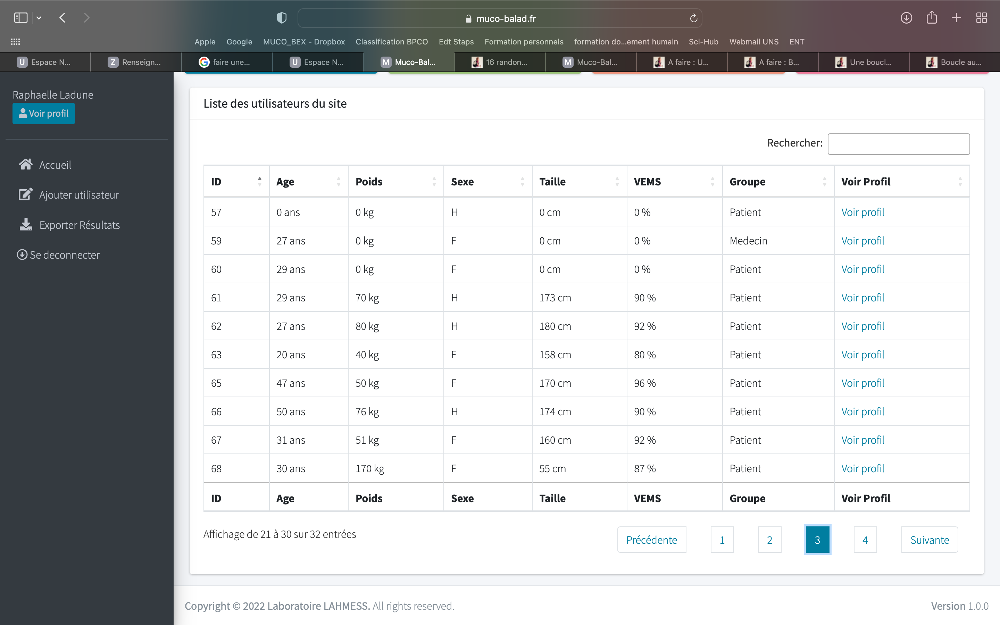 muco-balad.fr
Apple Google MUCO_BEX - Dropbox Classification BPCO Edt Staps Formation personnels formation do...ement humain Sci-Hub Webmail UNS ENT
U Espace N... Z Renseign... G faire une... U Espace N... M Muco-Bal... 16 randon... M Muco-Bal... A faire : U... A faire : B... Une boucl... Boucle au...
Raphaelle Ladune
Voir profil
Accueil
Ajouter utilisateur
Exporter Résultats
Se deconnecter
Liste des utilisateurs du site
Rechercher:
ID Age Poids Sexe Taille VEMS Groupe Voir Profil
57 0 ans 0 kg H 0 cm 0 % Patient Voir profil
59 27 ans 0 kg F 0 cm 0 % Medecin Voir profil
60 29 ans 0 kg F 0 cm 0 % Patient Voir profil
61 29 ans 70 kg H 173 cm 90 % Patient Voir profil
62 27 ans 80 kg H 180 cm 92 % Patient Voir profil
63 20 ans 40 kg F 158 cm 80 % Patient Voir profil
65 47 ans 50 kg F 170 cm 96 % Patient Voir profil
66 50 ans 76 kg H 174 cm 90 % Patient Voir profil
67 31 ans 51 kg F 160 cm 92 % Patient Voir profil
68 30 ans 170 kg F 55 cm 87 % Patient Voir profil
ID Age Poids Sexe Taille VEMS Groupe Voir Profil
Affichage de 21 à 30 sur 32 entrées
Précédente 1 2 3 4 Suivante
Copyright © 2022 Laboratoire LAHMESS. All rights reserved.
Version 1.0.0